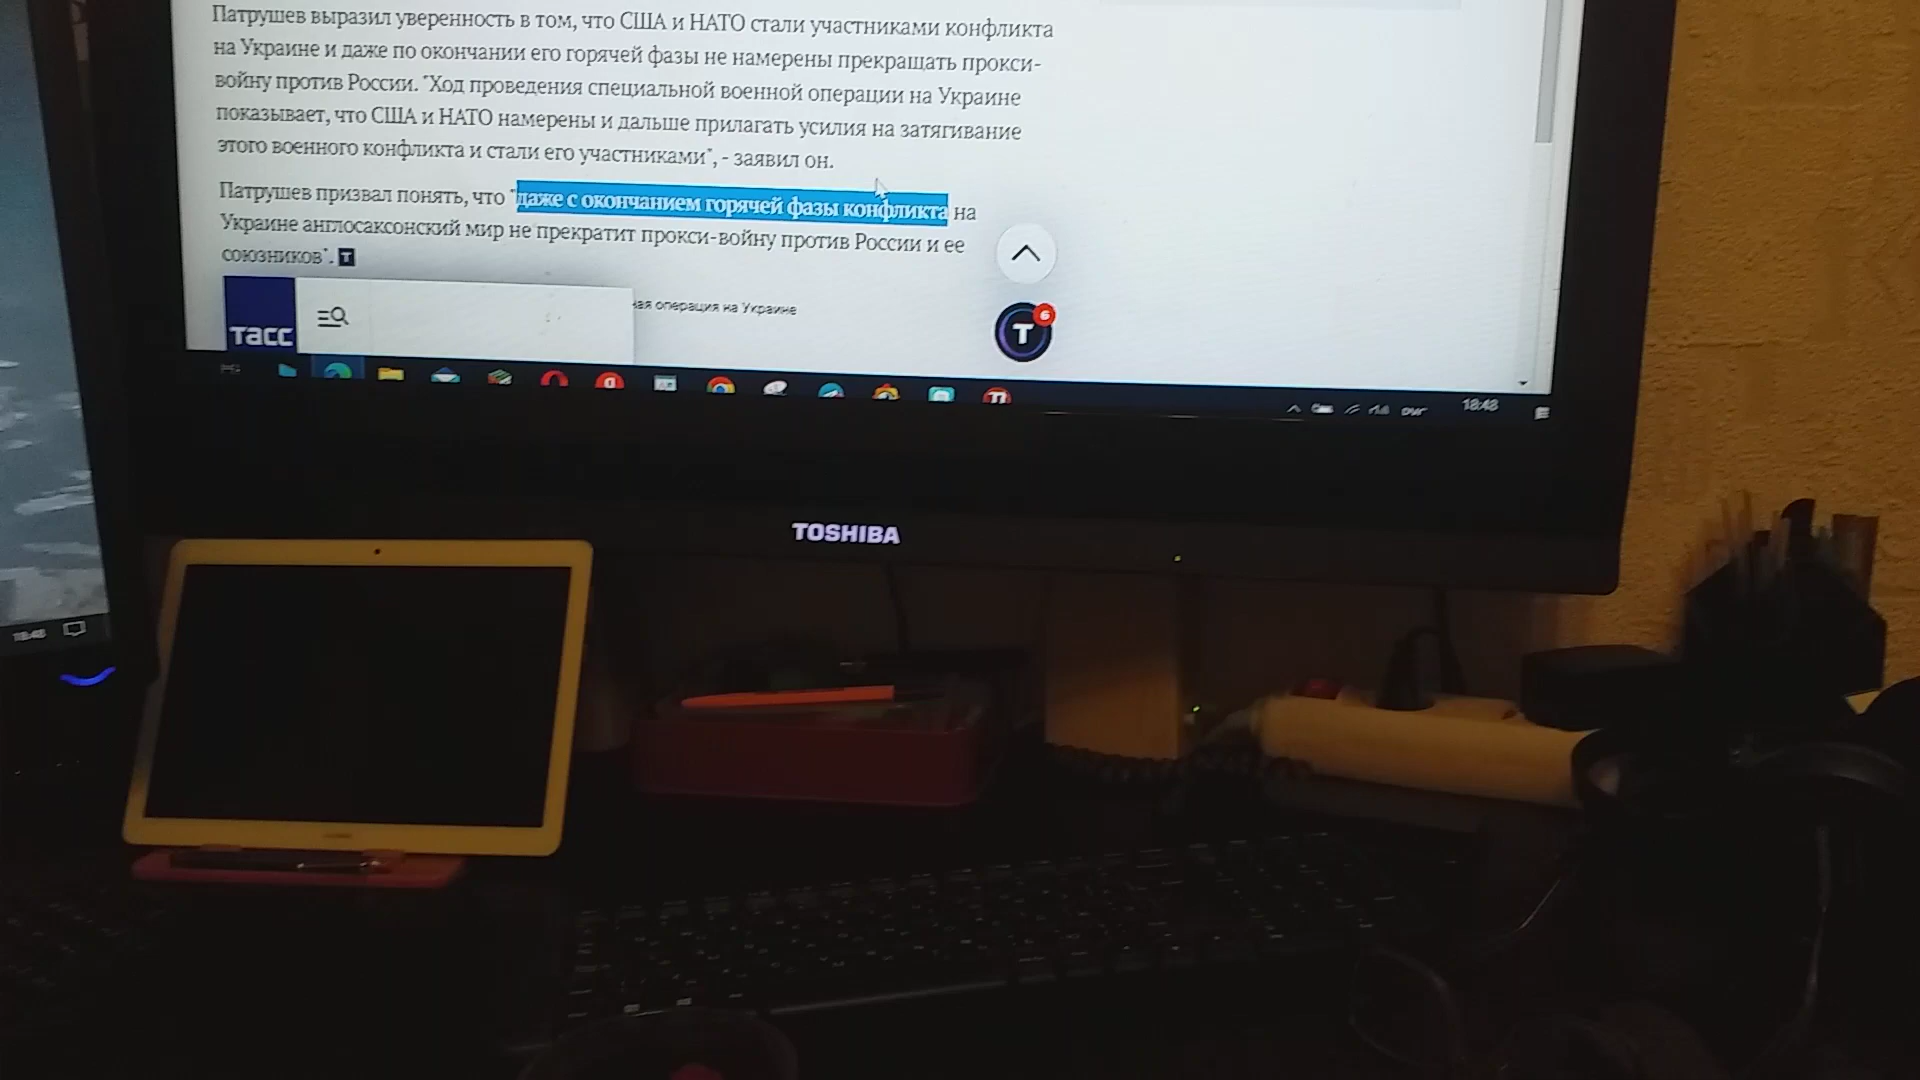 Патрушев выразил уверенность в том, что США и НАТО стали участниками конфликта
на Украине и даже по окончании его горячей фазы не намерены прекращать прокси-
войну против России. "Ход проведения специальной военной операции на Украине
показывает, что США и НАТО намерены и дальше прилагать усилия на затягивание
этого военного конфликта и стали его участниками", - заявил он.
Патрушев призвал понять, что "даже с окончанием горячей фазы конфликта на
Украине англосаксонский мир не прекратит прокси-войну против России и ее
союзников". Т
ная операция на Украине
ТАСС
Т
6
18:48
TOSHIBA
18:48